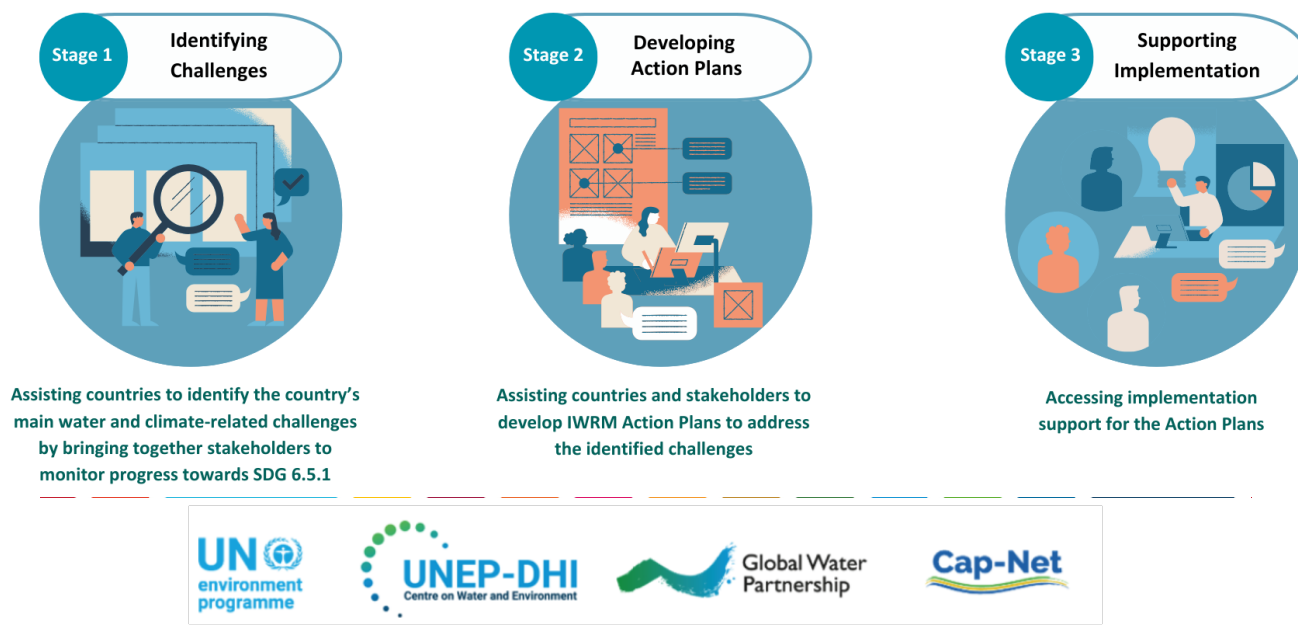 Stage 1
Identifying
Challenges
Assisting countries to identify the country's
main water and climate-related challenges
by bringing together stakeholders to
monitor progress towards SDG 6.5.1
Stage 2
Developing
Action Plans
Assisting countries and stakeholders to
develop IWRM Action Plans to address
the identified challenges
Stage 3
Supporting
Implementation
Accessing implementation
support for the Action Plans
UN
environment
programme
UNEP-DHI
Centre on Water and Environment
Global Water
Partnership
Cap-Net